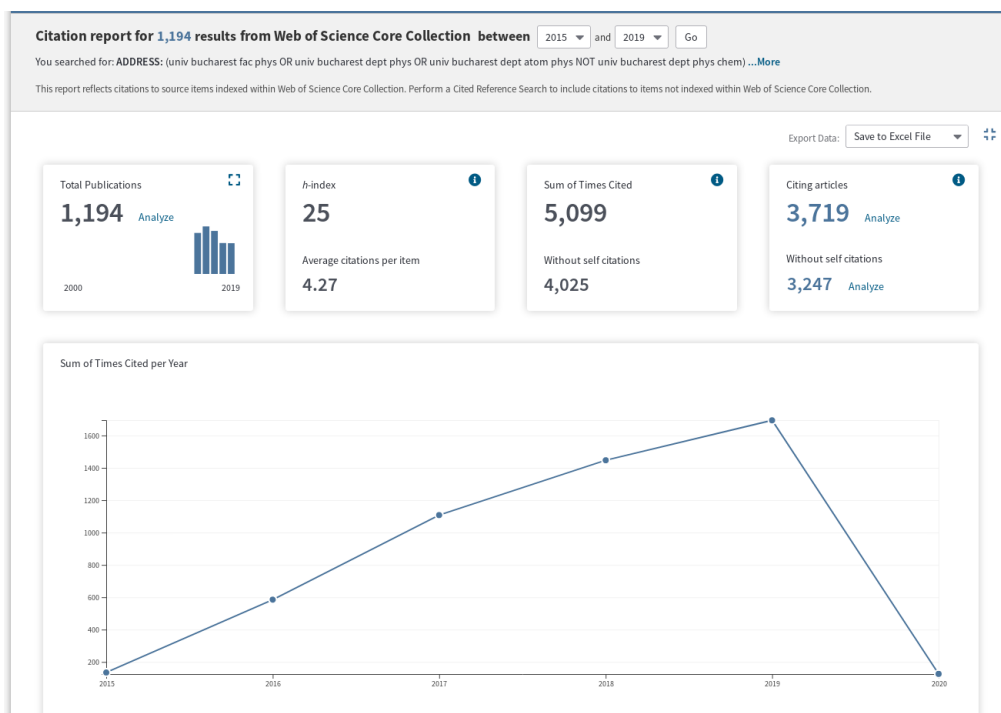 Citation report for 1,194 results from Web of Science Core Collection between 2015 and 2019 Go
You searched for: ADDRESS: (univ bucharest fac phys OR univ bucharest dept phys OR univ bucharest dept atom phys NOT univ bucharest dept phys chem) ...More
This report reflects citations to source items indexed within Web of Science Core Collection. Perform a Cited Reference Search to include citations to items not indexed within Web of Science Core Collection.
Export Data: Save to Excel File
Total Publications
1,194 Analyze
2000 2019
h-index
25
Average citations per item
4.27
Sum of Times Cited
5,099
Without self citations
4,025
Citing articles
3,719 Analyze
Without self citations
3,247 Analyze
Sum of Times Cited per Year
1600
1400
1200
1000
800
600
400
200
2015 2016 2017 2018 2019 2020